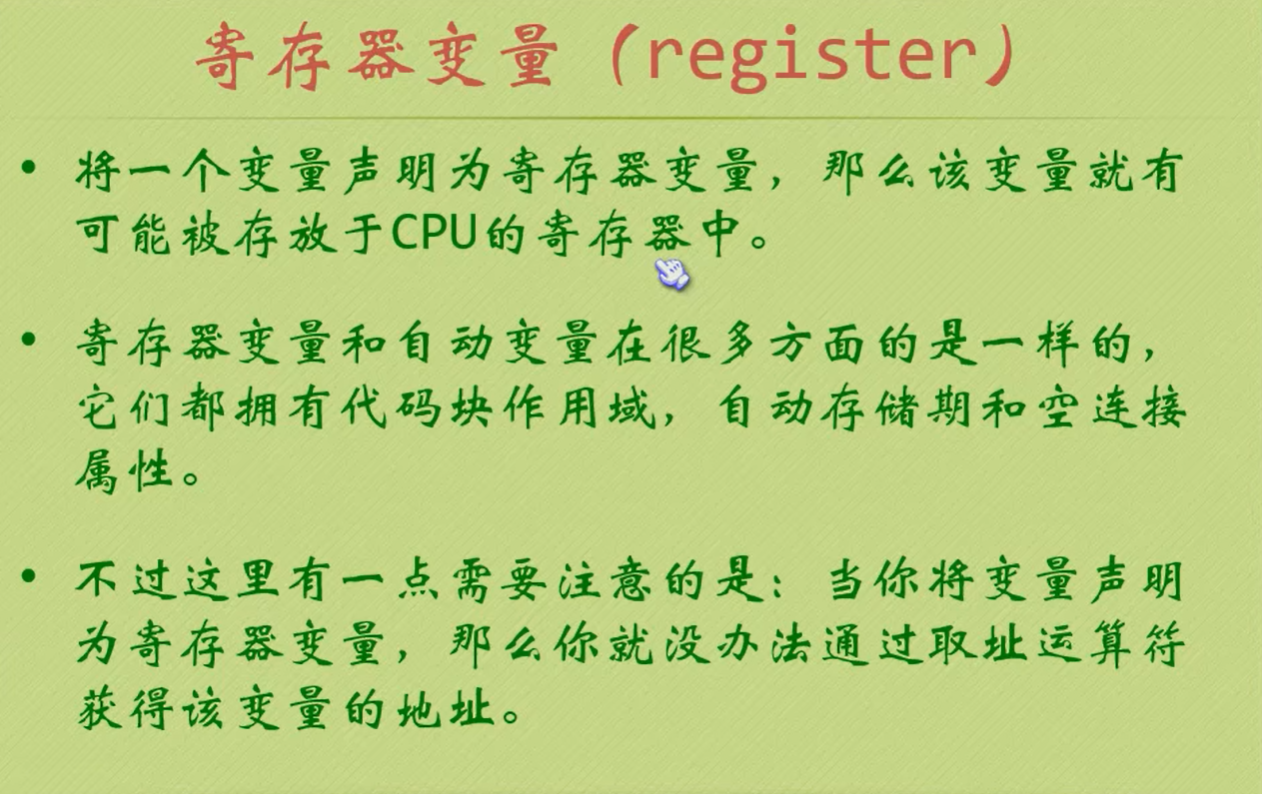 寄存器变量（register）
• 将一个变量声明为寄存器变量，那么该变量就有
可能被存放于CPU的寄存器中。
• 寄存器变量和自动变量在很多方面的是一样的，
它们都拥有代码块作用域，自动存储期和空连接
属性。
• 不过这里有一点需要注意的是：当你将变量声明
为寄存器变量，那么你就没办法通过取址运算符
获得该变量的地址。